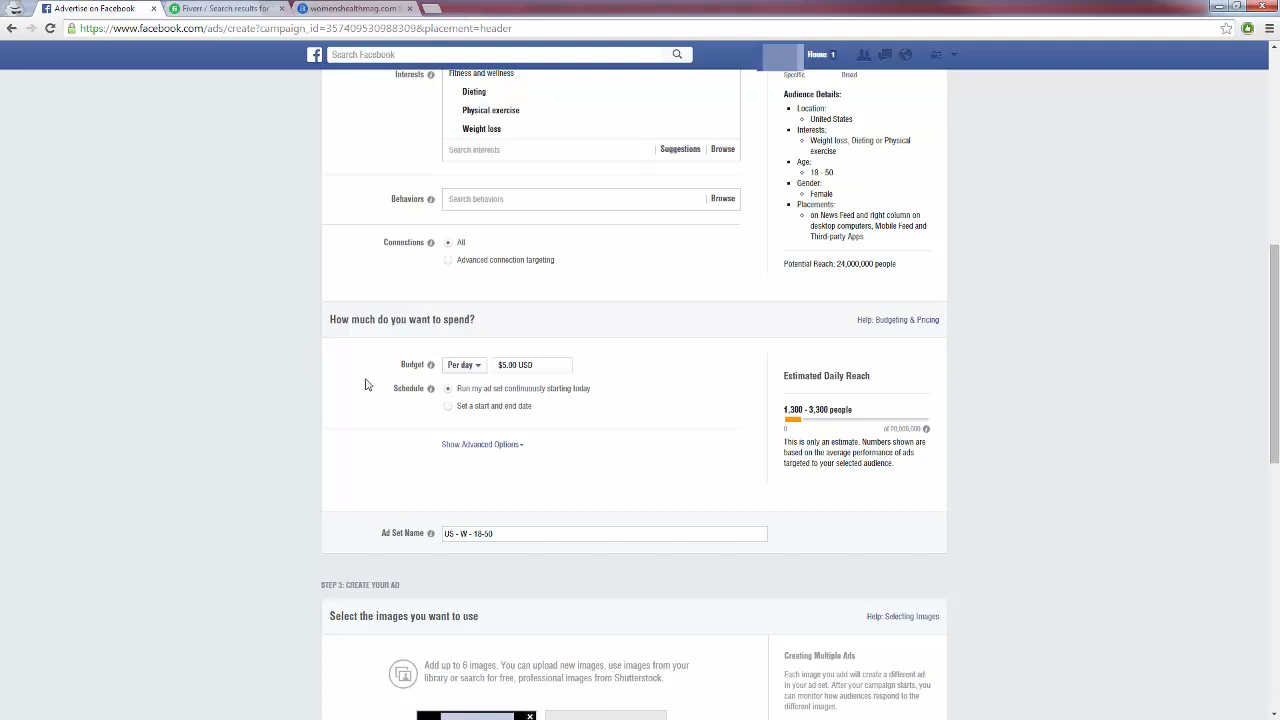 Advertise on Facebook
Fiverr / Search results for
womenshealthmag.com
https://www.facebook.com/ads/create?campaign_id=357409530988309&placement=header
Search Facebook
Home 1
Interests
Fitness and wellness
Dieting
Physical exercise
Weight loss
Search interests
Suggestions
Browse
Behaviors
Search behaviors
Browse
Connections
All
Advanced connection targeting
Specific
Broad
Audience Details:
Location:
United States
Interests:
Weight loss, Dieting or Physical
exercise
Age:
18 - 50
Gender:
Female
Placements:
on News Feed and right column on
desktop computers, Mobile Feed and
Third-party Apps
Potential Reach: 24,000,000 people
How much do you want to spend?
Help: Budgeting & Pricing
Budget
Per day
$5.00 USD
Schedule
Run my ad set continuously starting today
Set a start and end date
Show Advanced Options
Estimated Daily Reach
1,300 - 3,300 people
0
of 20,000,000
This is only an estimate. Numbers shown are
based on the average performance of ads
targeted to your selected audience.
Ad Set Name
US - W - 18-50
STEP 3: CREATE YOUR AD
Select the images you want to use
Help: Selecting Images
Add up to 6 images. You can upload new images, use images from your
library or search for free, professional images from Shutterstock.
Creating Multiple Ads
Each image you add will create a different ad
in your ad set. After your campaign starts, you
can monitor how audiences respond to the
different images.